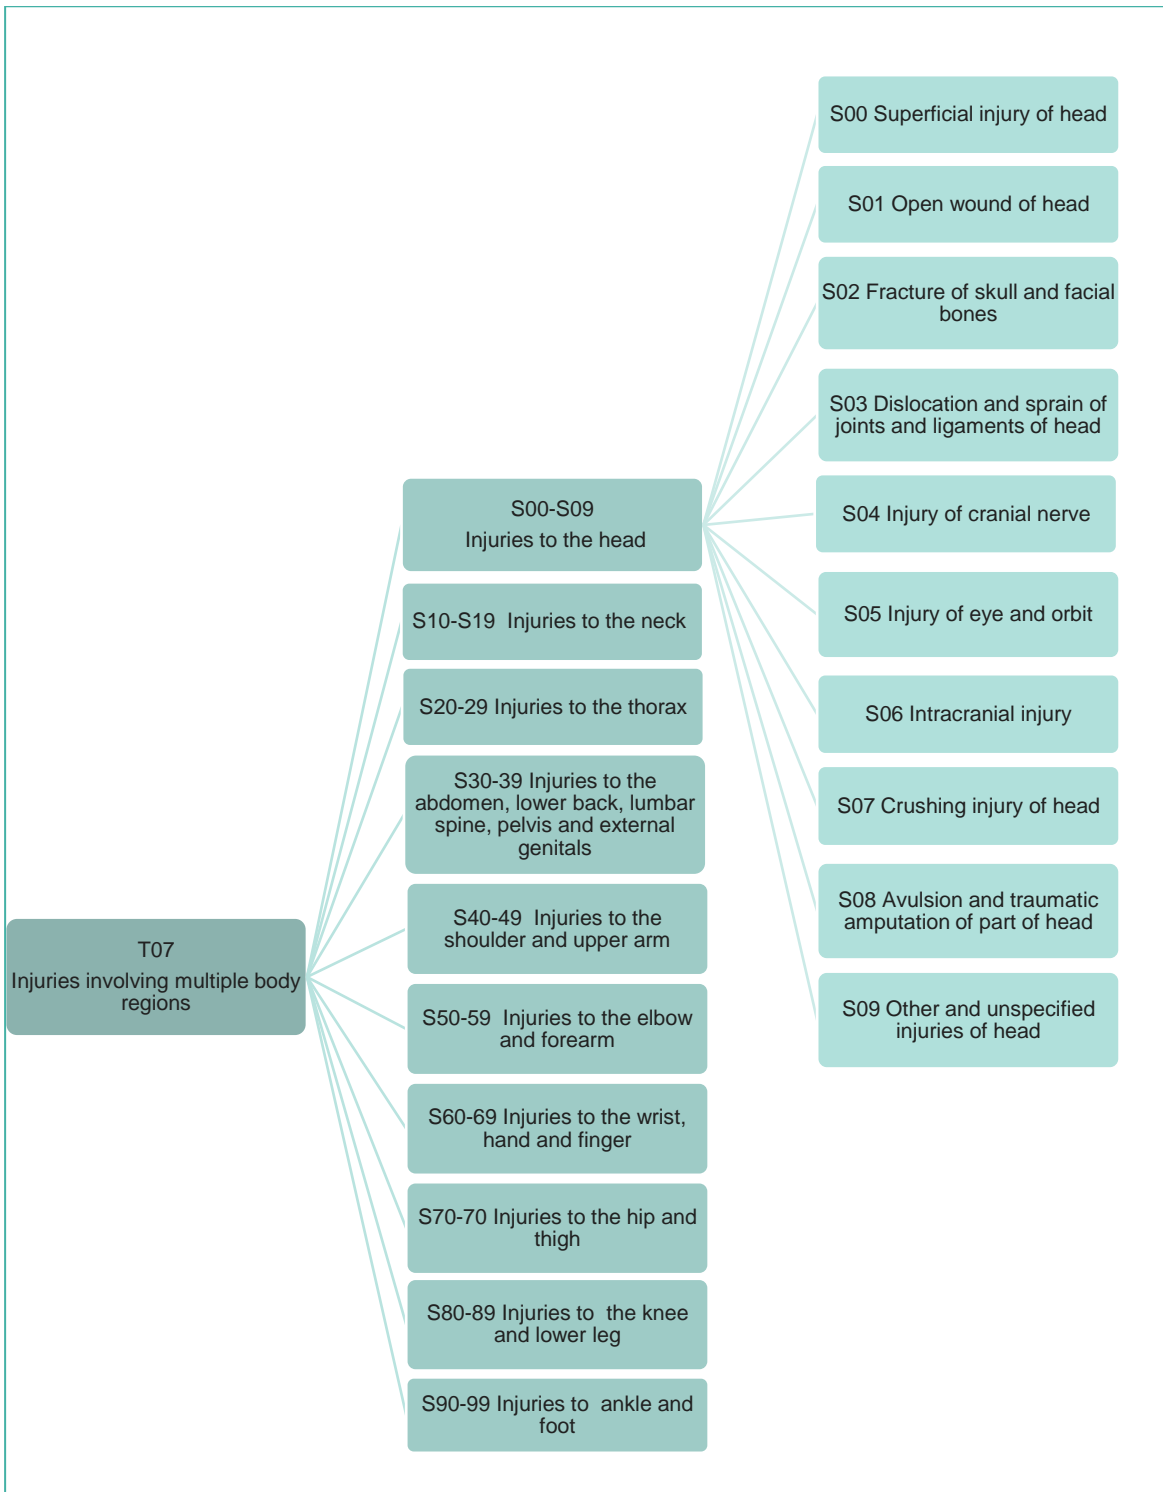 T07
Injuries involving multiple body
regions
S00-S09
Injuries to the head
S10-S19  Injuries to the neck
S20-29 Injuries to the thorax
S30-39 Injuries to the
abdomen, lower back, lumbar
spine, pelvis and external
genitals
S40-49  Injuries to the
shoulder and upper arm
S50-59  Injuries to the elbow
and forearm
S60-69 Injuries to the wrist,
hand and finger
S70-70 Injuries to the hip and
thigh
S80-89 Injuries to  the knee
and lower leg
S90-99 Injuries to  ankle and
foot
S00 Superficial injury of head
S01 Open wound of head
S02 Fracture of skull and facial
bones
S03 Dislocation and sprain of
joints and ligaments of head
S04 Injury of cranial nerve
S05 Injury of eye and orbit
S06 Intracranial injury
S07 Crushing injury of head
S08 Avulsion and traumatic
amputation of part of head
S09 Other and unspecified
injuries of head